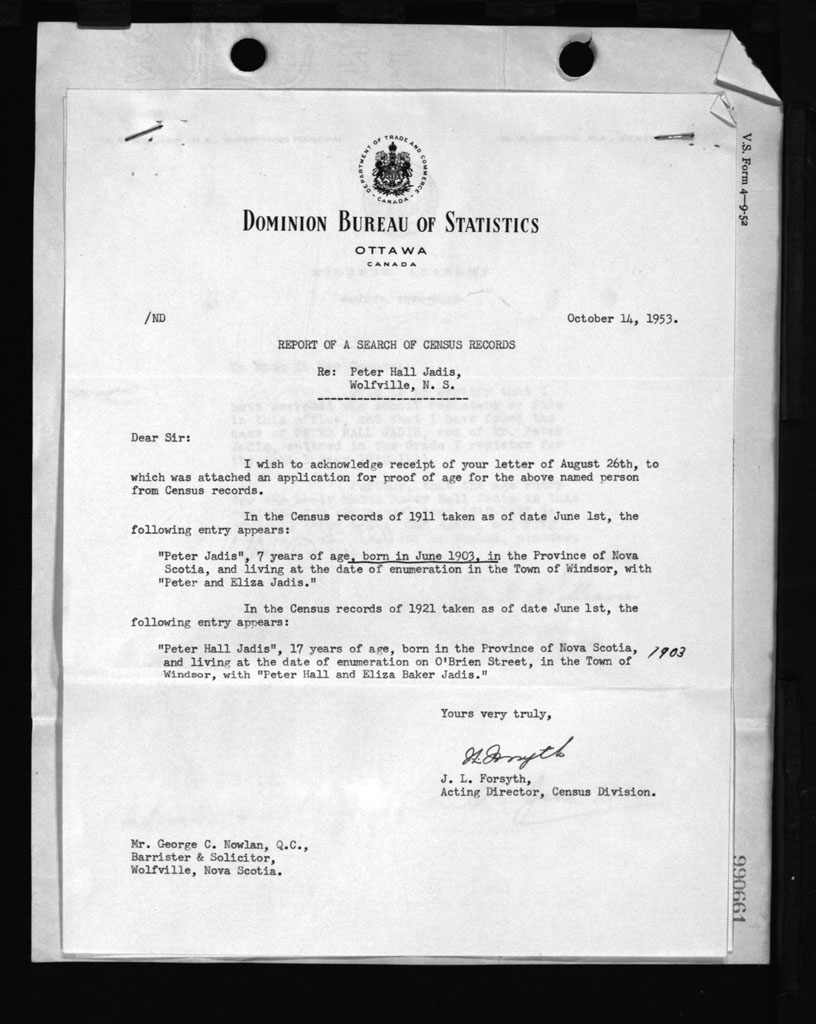 V.S. Form 4—9-52
DEPARTMENT OF TRADE AND COMMERCE
CANADA
DOMINION BUREAU OF STATISTICS
OTTAWA
CANADA
/ND
October 14, 1953.
REPORT OF A SEARCH OF CENSUS RECORDS
Re: Peter Hall Jadis,
Wolfville, N. S.
Dear Sir:
I wish to acknowledge receipt of your letter of August 26th, to
which was attached an application for proof of age for the above named person
from Census records.
In the Census records of 1911 taken as of date June 1st, the
following entry appears:
"Peter Jadis", 7 years of age, born in June 1903, in the Province of Nova
Scotia, and living at the date of enumeration in the Town of Windsor, with
"Peter and Eliza Jadis."
In the Census records of 1921 taken as of date June 1st, the
following entry appears:
"Peter Hall Jadis", 17 years of age, born in the Province of Nova Scotia,
and living at the date of enumeration on O'Brien Street, in the Town of
Windsor, with "Peter Hall and Eliza Baker Jadis."
1903
Yours very truly,
J. L. Forsyth,
Acting Director, Census Division.
Mr. George C. Nowlan, Q.C.,
Barrister & Solicitor,
Wolfville, Nova Scotia.
990661